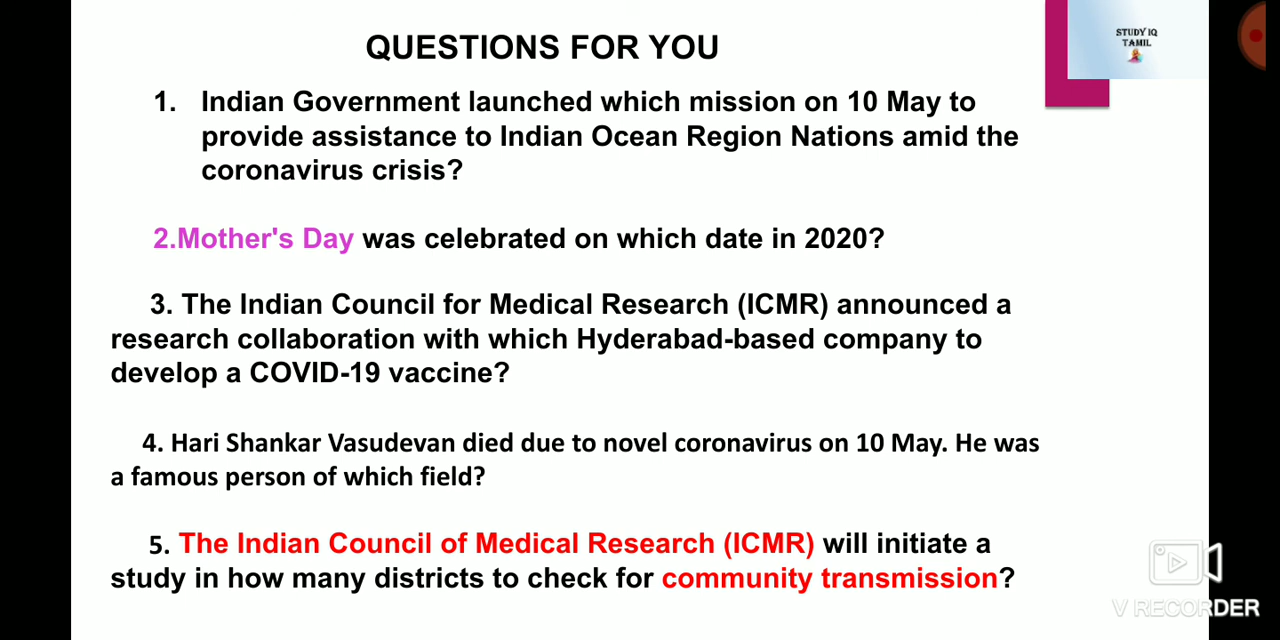 QUESTIONS FOR YOU
STUDY IQ
TAMIL
1. Indian Government launched which mission on 10 May to
provide assistance to Indian Ocean Region Nations amid the
coronavirus crisis?
2.Mother's Day was celebrated on which date in 2020?
3. The Indian Council for Medical Research (ICMR) announced a
research collaboration with which Hyderabad-based company to
develop a COVID-19 vaccine?
4. Hari Shankar Vasudevan died due to novel coronavirus on 10 May. He was
a famous person of which field?
5. The Indian Council of Medical Research (ICMR) will initiate a
study in how many districts to check for community transmission?
V RECORDER